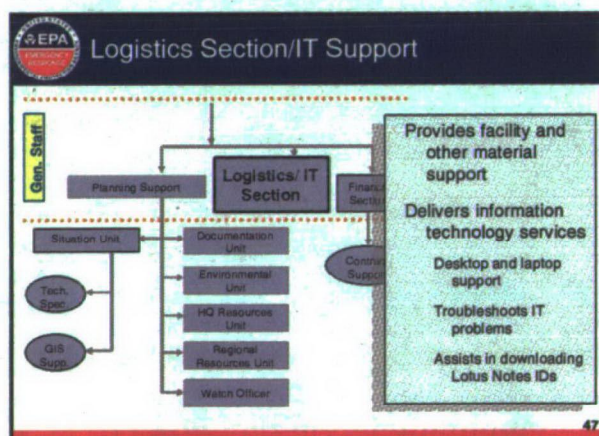 UNITED STATES
EPA
EMERGENCY
RESPONSE
Logistics Section/IT Support
Gen. Staff
Planning Support
Logistics/ IT
Section
Situation Unit
Tech.
Spec.
GIS
Supp.
Documentation
Unit
Environmental
Unit
HQ Resources
Unit
Regional
Resources Unit
Watch Officer
Provides facility and
other material
support
Delivers information
technology services
Desktop and laptop
support
Troubleshoots IT
problems
Assists in downloading
Lotus Notes IDs
47